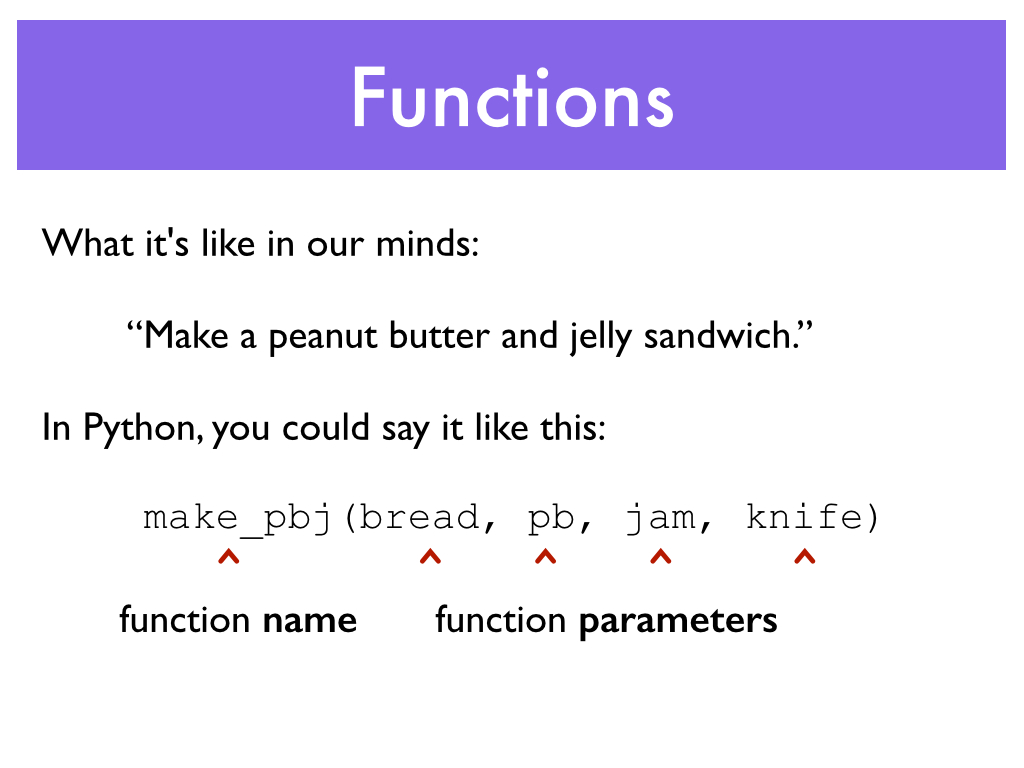 Functions
What it's like in our minds:
“Make a peanut butter and jelly sandwich.”
In Python, you could say it like this:
make_pbj(bread, pb, jam, knife)
^ ^ ^ ^ ^
function name function parameters